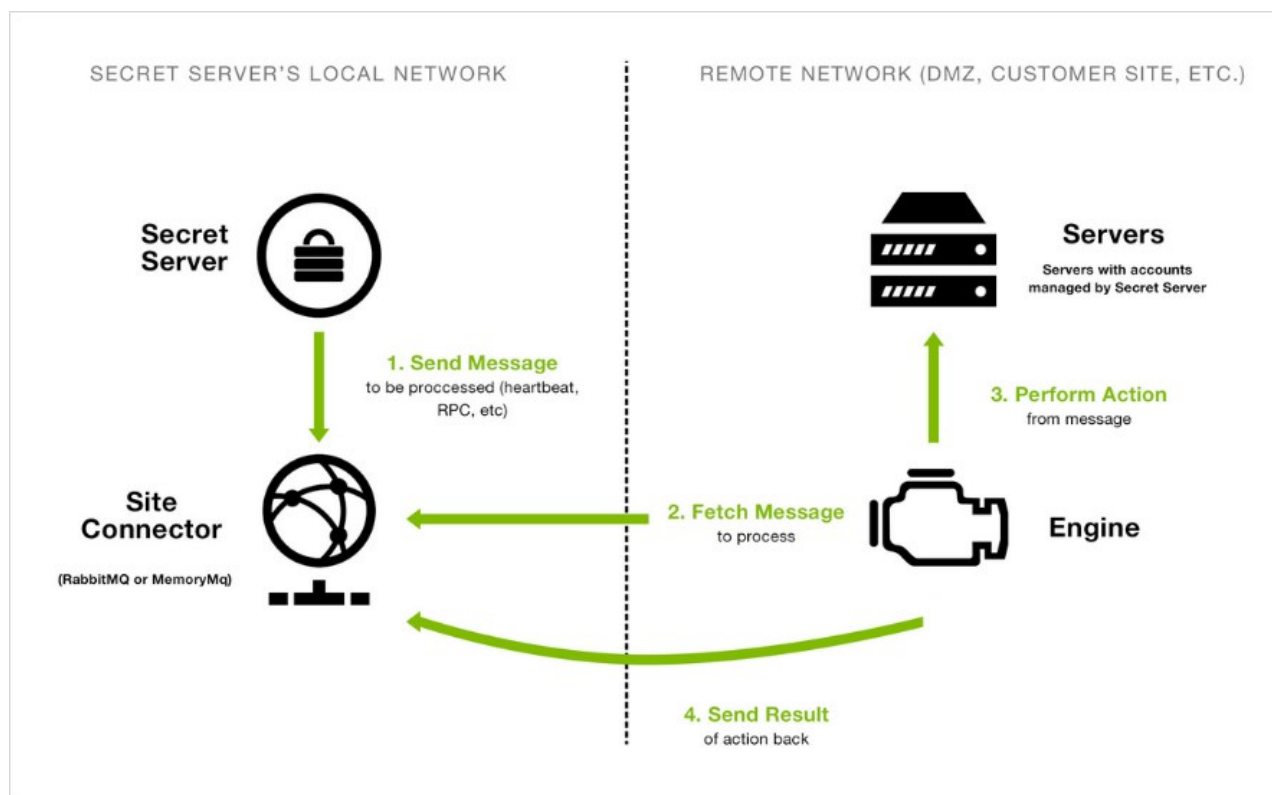 SECRET SERVER'S LOCAL NETWORK
REMOTE NETWORK (DMZ, CUSTOMER SITE, ETC.)
Secret
Server
Servers
Servers with accounts
managed by Secret Server
1. Send Message
to be proccessed (heartbeat,
RPC, etc)
3. Perform Action
from message
Site
Connector
(RabbitMQ or MemoryMq)
2. Fetch Message
to process
Engine
4. Send Result
of action back